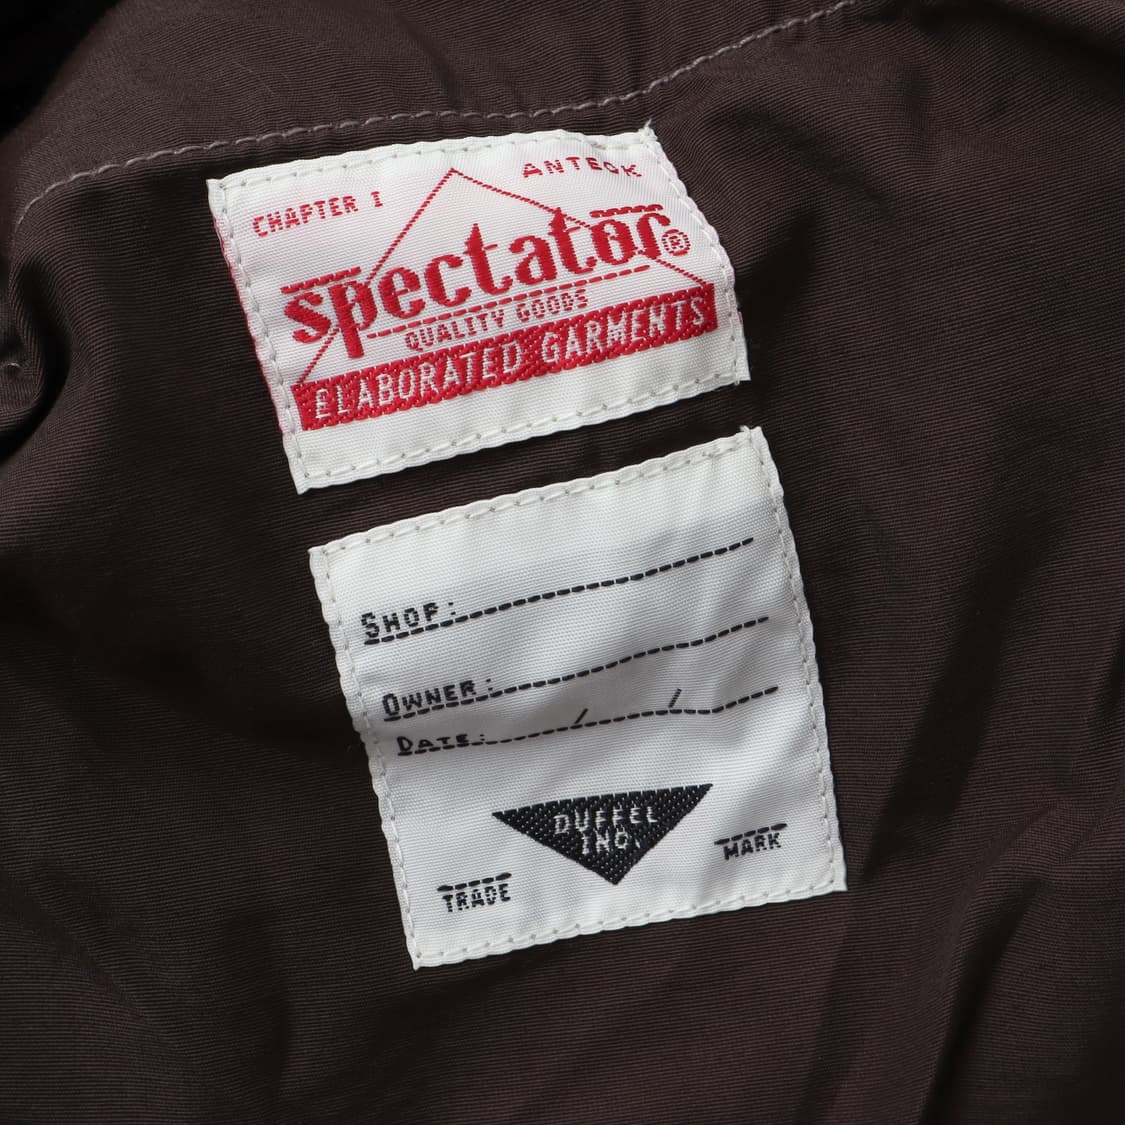 CHAPTER I ANTEOK
spectator®
QUALITY GOODS
ELABORATED GARMENTS
SHOP:
OWNER:
DATE: / /
DUFFEL
INC.
TRADE MARK